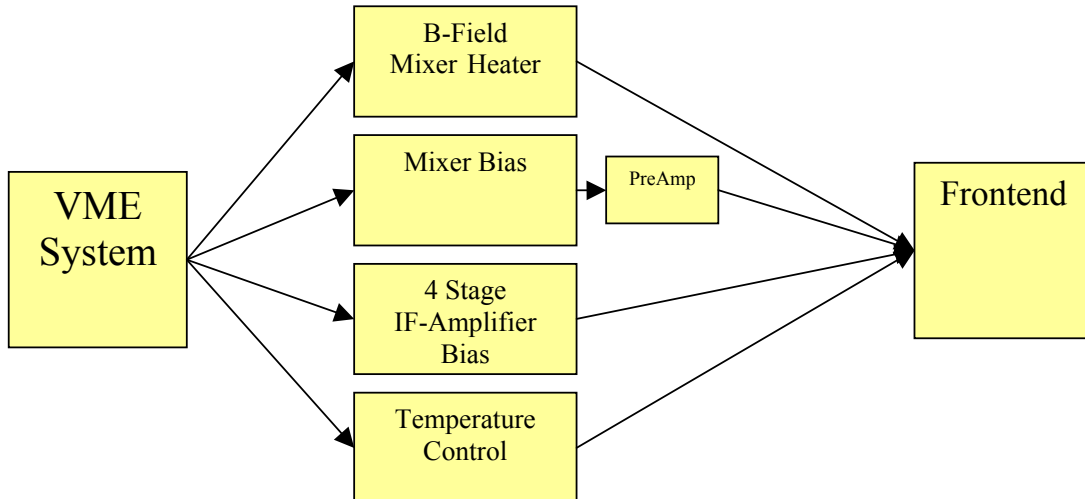 VME
System
B-Field
Mixer Heater
Mixer Bias
PreAmp
4 Stage
IF-Amplifier
Bias
Temperature
Control
Frontend